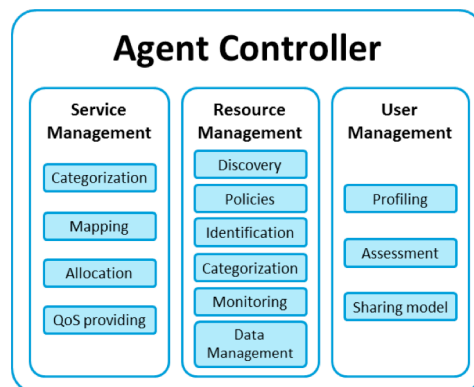 Agent Controller
Service
Management
Categorization
Mapping
Allocation
QoS providing
Resource
Management
Discovery
Policies
Identification
Categorization
Monitoring
Data
Management
User
Management
Profiling
Assessment
Sharing model